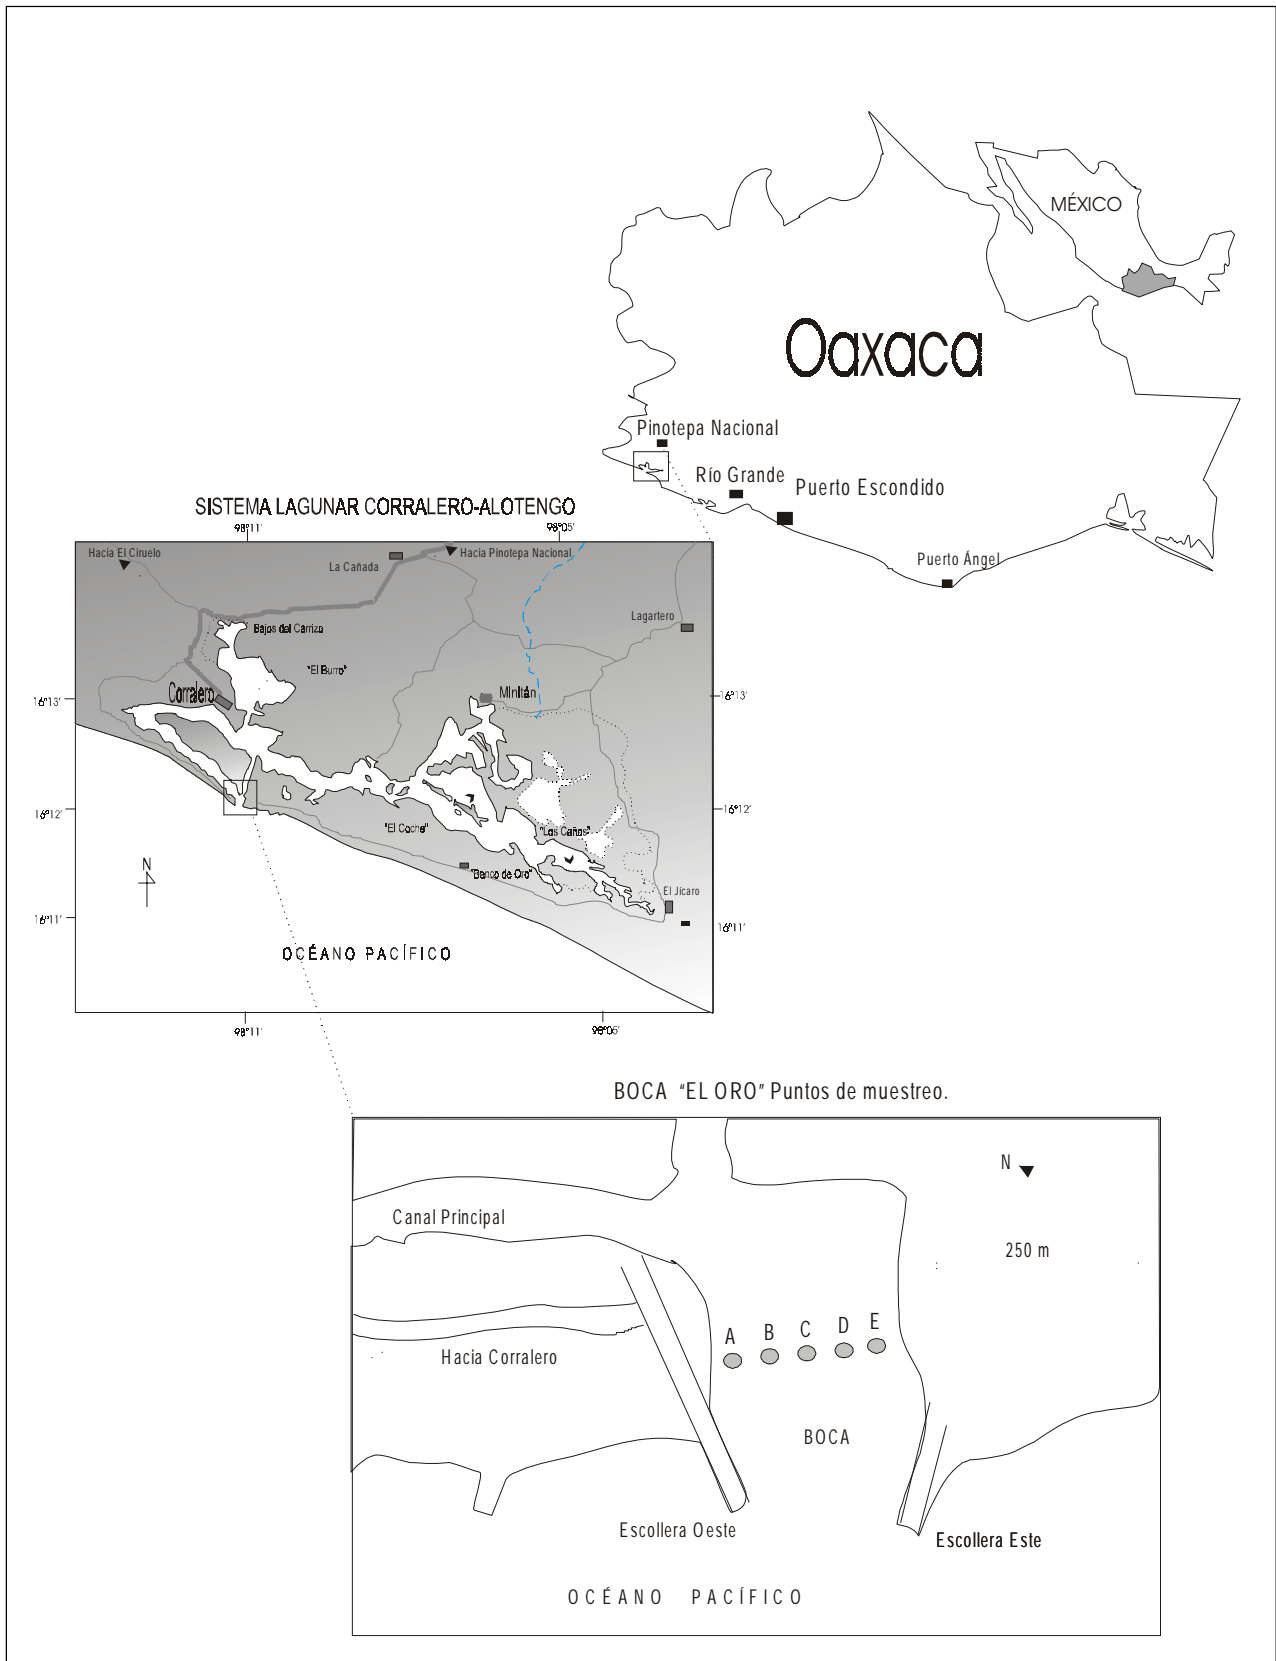 MÉXICO
Oaxaca
Pinotepa Nacional
Río Grande
Puerto Escondido
Puerto Ángel
SISTEMA LAGUNAR CORRALERO-ALOTENGO
98°11'
98°05'
Hacia El Ciruelo
La Cañada
Hacia Pinotepa Nacional
Lagartero
Bajos del Carrizo
"El Burro"
Corralero
Minitán
16°13'
16°13'
16°12'
16°12'
"El Coche"
"Las Cañas"
"Banco de Oro"
El Jícaro
N
16°11'
16°11'
OCÉANO PACÍFICO
98°11'
98°05'
BOCA "EL ORO" Puntos de muestreo.
N
Canal Principal
250 m
A B C D E
Hacia Corralero
BOCA
Escollera Oeste
Escollera Este
OCÉANO PACÍFICO